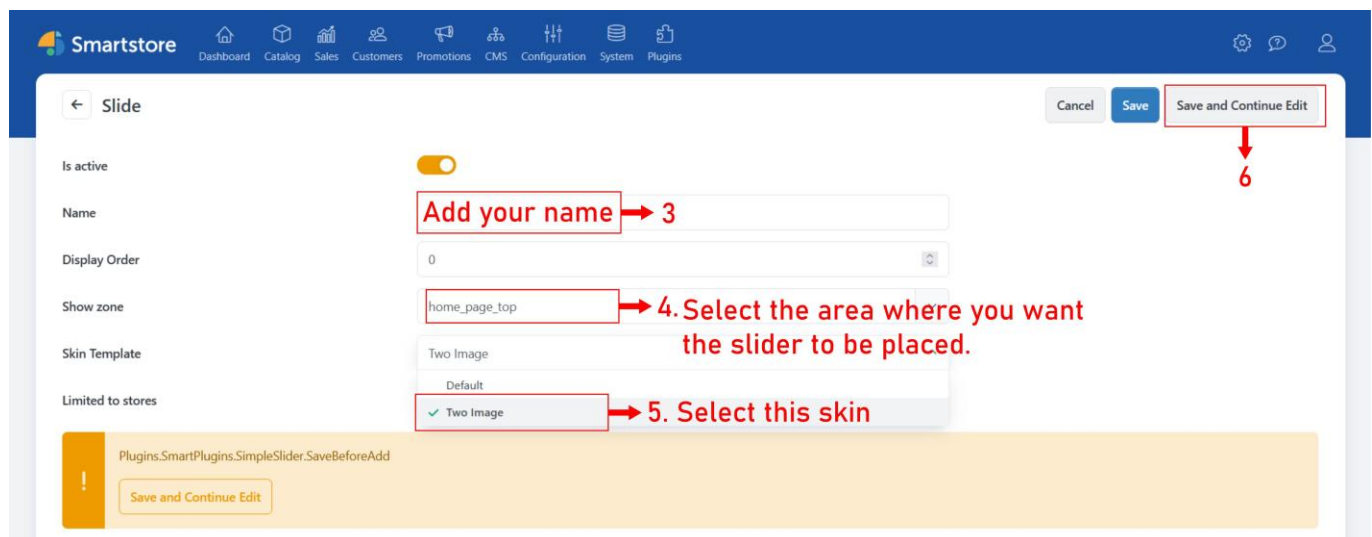 Smartstore
Dashboard Catalog Sales Customers Promotions CMS Configuration System Plugins
Slide
Cancel Save Save and Continue Edit
6
Is active
Name
Add your name 3
Display Order
0
Show zone
home_page_top
4. Select the area where you want
the slider to be placed.
Skin Template
Two Image
Default
Limited to stores
Two Image
5. Select this skin
Plugins.SmartPlugins.SimpleSlider.SaveBeforeAdd
Save and Continue Edit